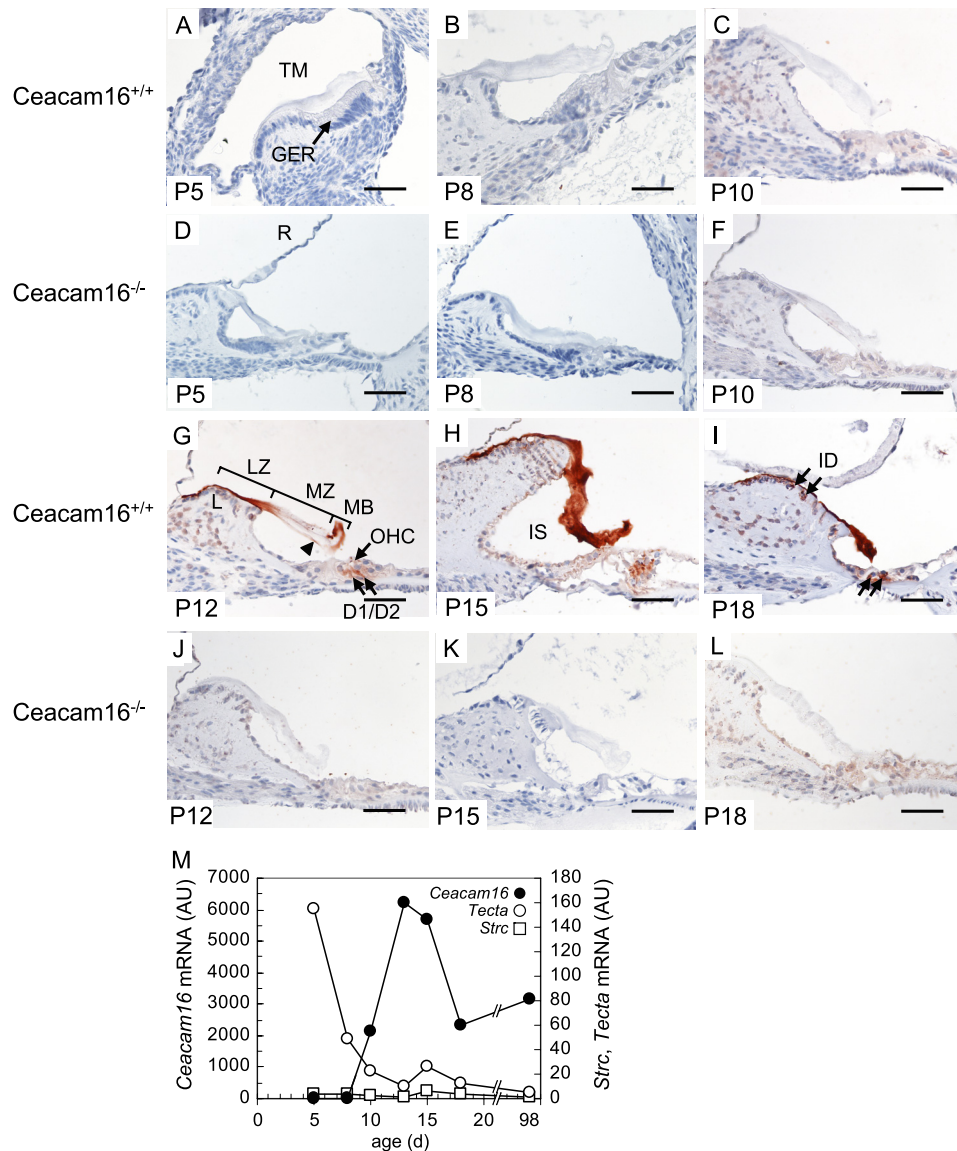 A
B
C
Ceacam16+/+
TM
GER
P5
P8
P10
D
E
F
R
Ceacam16-/-
P5
P8
P10
G
H
I
Ceacam16+/+
LZ
MZ
MB
L
OHC
D1/D2
IS
ID
P12
P15
P18
J
K
L
Ceacam16-/-
P12
P15
P18
M
Ceacam16 mRNA (AU)
7000
6000
5000
4000
3000
2000
1000
0
Ceacam16
Tecta
Strc
180
160
140
120
100
80
60
40
20
0
Strc, Tecta mRNA (AU)
0 5 10 15 20 98
age (d)